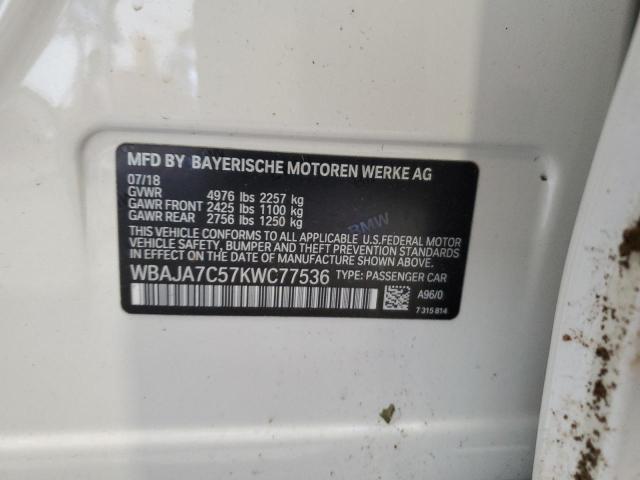 MFD BY BAYERISCHE MOTOREN WERKE AG
07/18
GVWR 4976 lbs 2257 kg
GAWR FRONT 2425 lbs 1100 kg
GAWR REAR 2756 lbs 1250 kg
THIS VEHICLE CONFORMS TO ALL APPLICABLE U.S.FEDERAL MOTOR
VEHICLE SAFETY, BUMPER AND THEFT PREVENTION STANDARDS
IN EFFECT ON THE DATE OF MANUFACTURE SHOWN ABOVE.
WBAJA7C57KWC77536 TYPE: PASSENGER CAR
A96/0
7 315 814
BMW